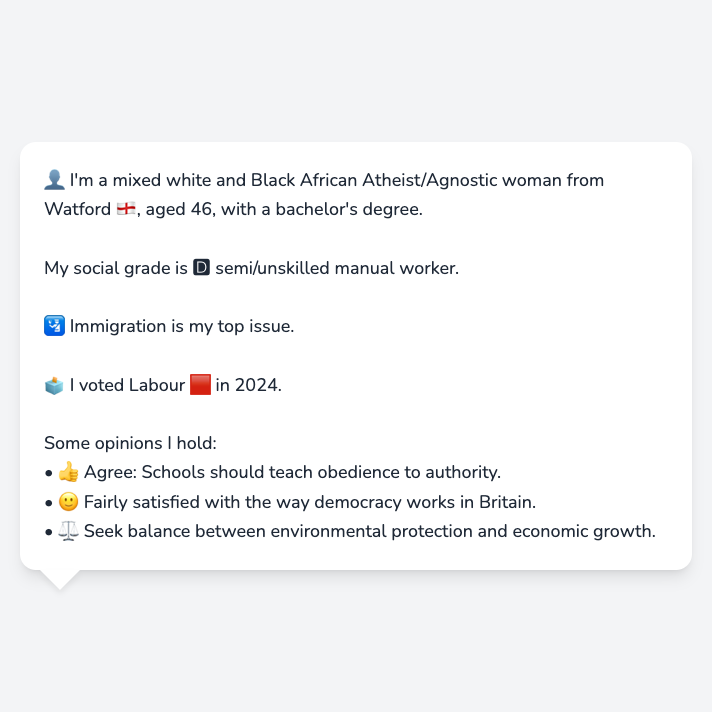 👤 I'm a mixed white and Black African Atheist/Agnostic woman from
Watford 🏴󠁧󠁢󠁥󠁮󠁧󠁿, aged 46, with a bachelor's degree.
My social grade is 🅳 semi/unskilled manual worker.
🛂 Immigration is my top issue.
🗳️ I voted Labour 🟥 in 2024.
Some opinions I hold:
• 👍 Agree: Schools should teach obedience to authority.
• 🙂 Fairly satisfied with the way democracy works in Britain.
• ⚖️ Seek balance between environmental protection and economic growth.